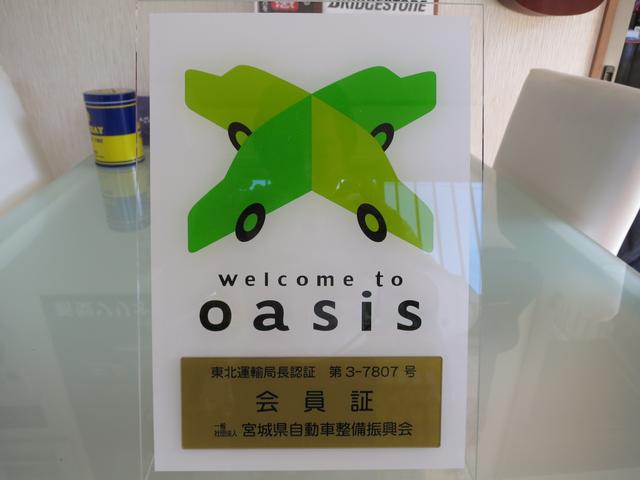 BRIDGESTONE
welcome to
oasis
東北運輸局長認証 第3-7807号
会員証
一般社団法人 宮城県自動車整備振興会